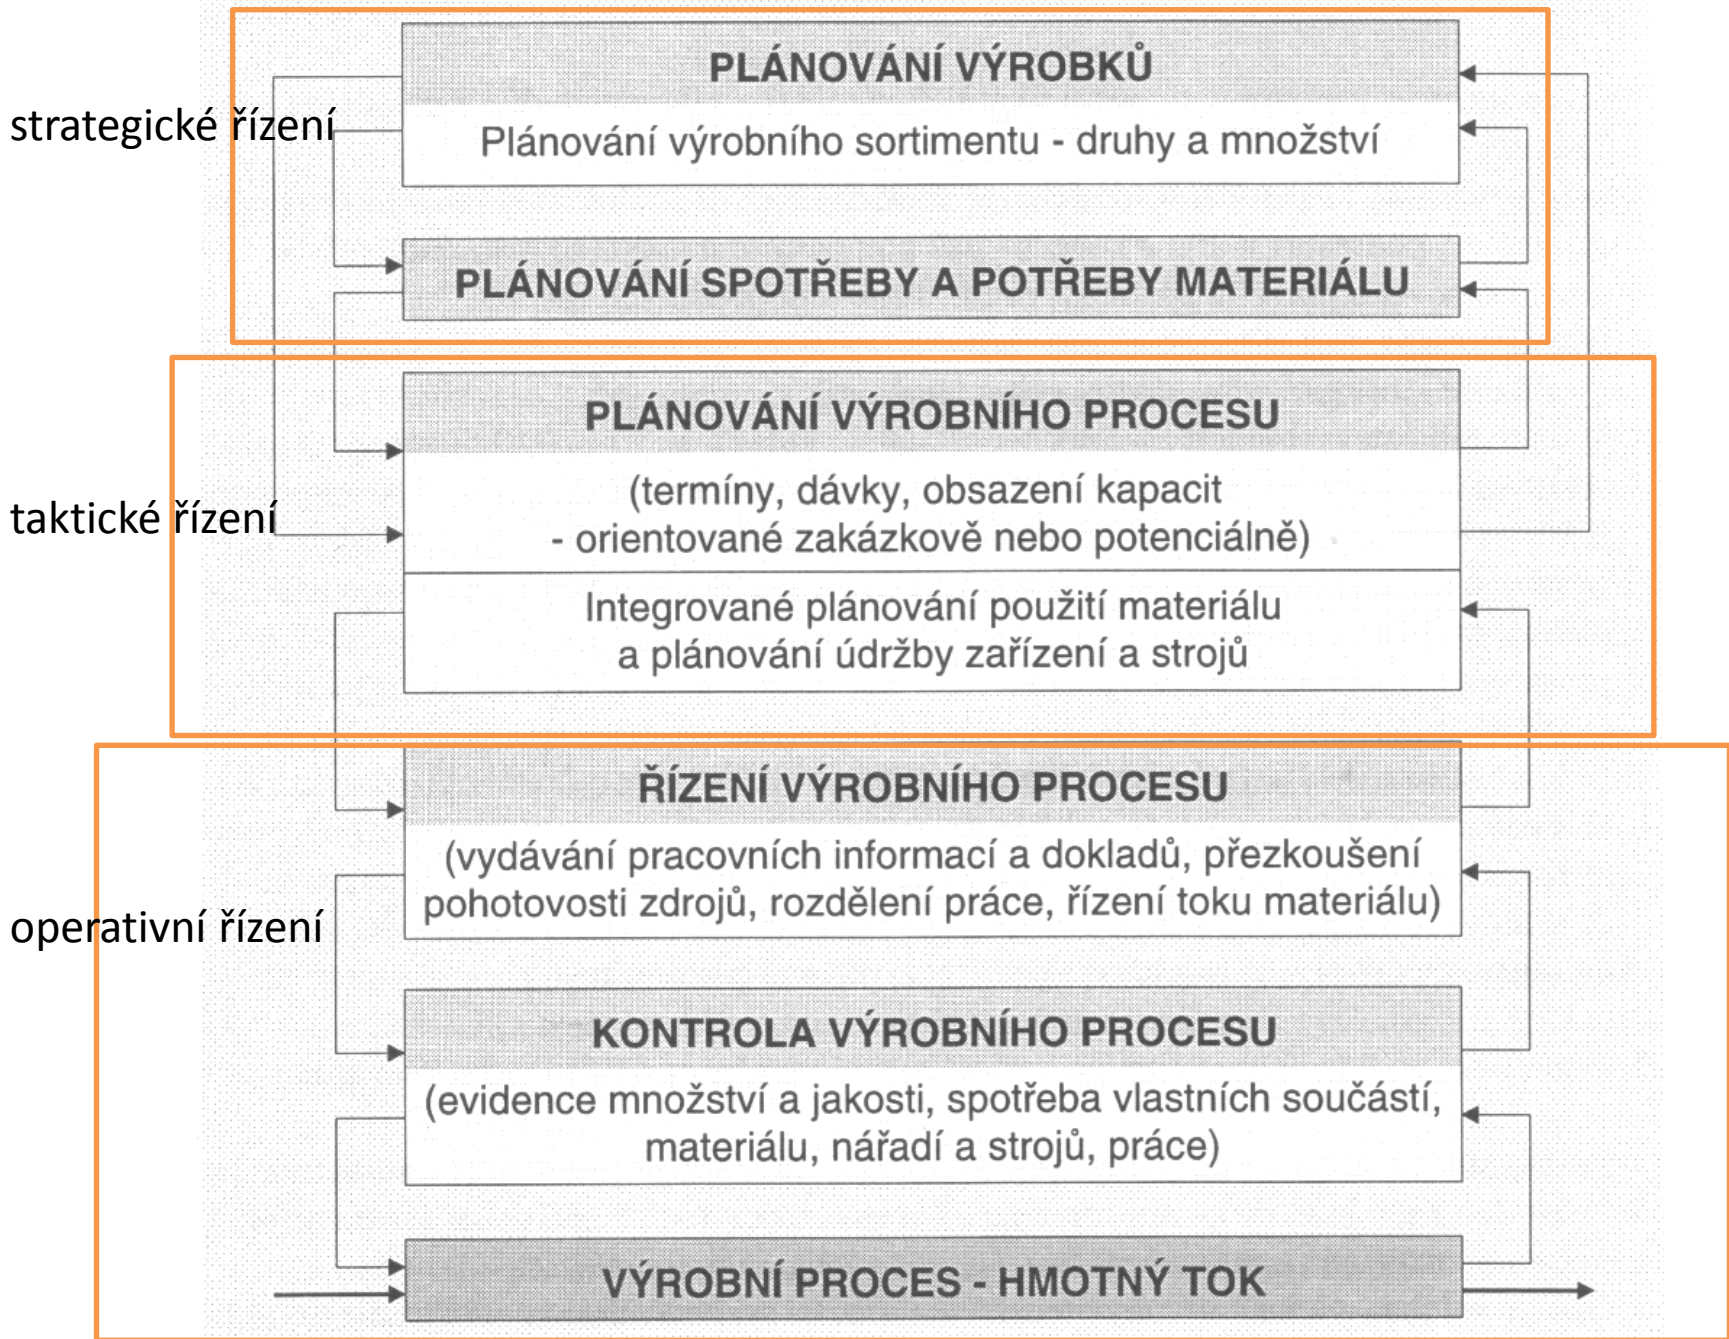 PLÁNOVÁNÍ VÝROBKŮ
strategické řízení
Plánování výrobního sortimentu - druhy a množství
PLÁNOVÁNÍ SPOTŘEBY A POTŘEBY MATERIÁLU
PLÁNOVÁNÍ VÝROBNÍHO PROCESU
(termíny, dávky, obsazení kapacit
taktické řízení
- orientované zakázkově nebo potenciálně)
Integrované plánování použití materiálu
a plánování údržby zařízení a strojů
ŘÍZENÍ VÝROBNÍHO PROCESU
(vydávání pracovních informací a dokladů, přezkoušení
pohotovosti zdrojů, rozdělení práce, řízení toku materiálu)
operativní řízení
KONTROLA VÝROBNÍHO PROCESU
(evidence množství a jakosti, spotřeba vlastních součástí,
materiálu, nářadí a strojů, práce)
VÝROBNÍ PROCES - HMOTNÝ TOK